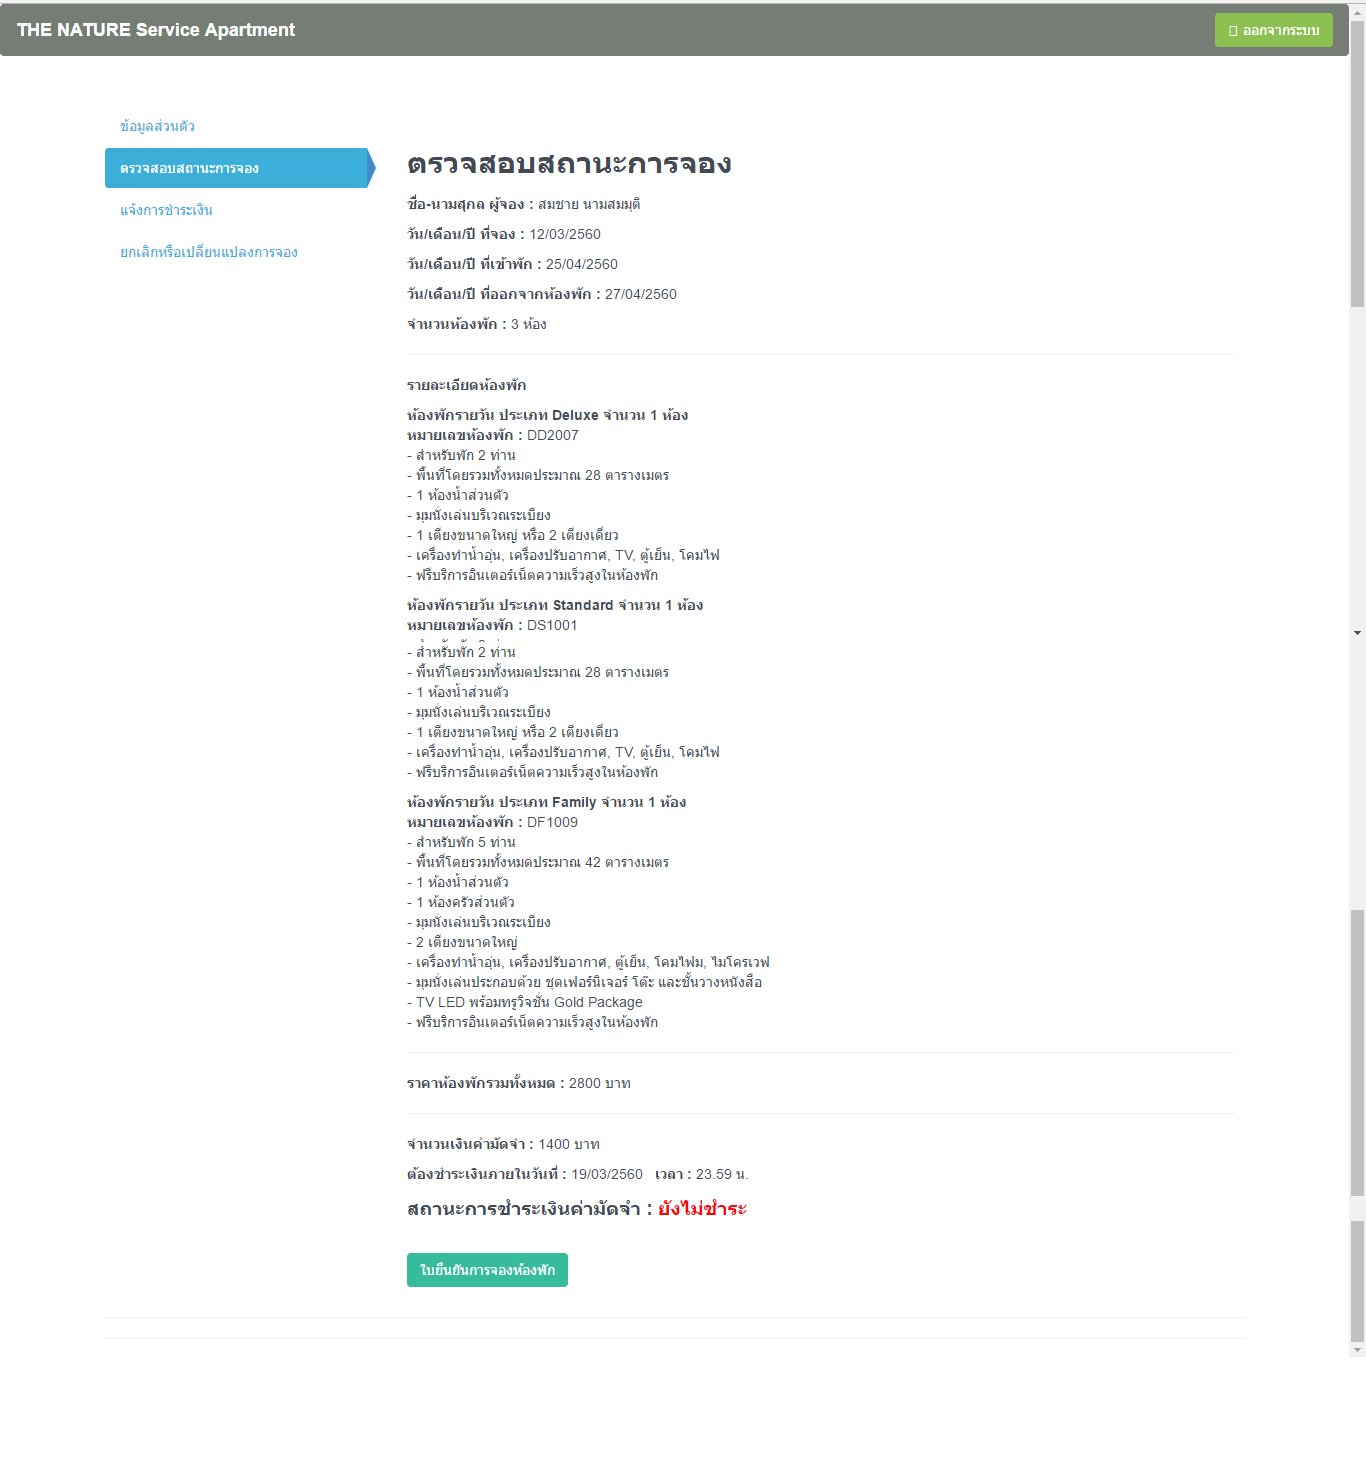 THE NATURE Service Apartment
ออกจากระบบ
ข้อมูลส่วนตัว
ตรวจสอบสถานะการจอง
แจ้งการชำระเงิน
ยกเลิกหรือเปลี่ยนแปลงการจอง
ตรวจสอบสถานะการจอง
ชื่อ-นามสุกล ผู้จอง : สมชาย นามสมมุติ
วัน/เดือน/ปี ที่จอง : 12/03/2560
วัน/เดือน/ปี ที่เข้าพัก : 25/04/2560
วัน/เดือน/ปี ที่ออกจากห้องพัก : 27/04/2560
จำนวนห้องพัก : 3 ห้อง
รายละเอียดห้องพัก
ห้องพักรายวัน ประเภท Deluxe จำนวน 1 ห้อง
หมายเลขห้องพัก : DD2007
- สำหรับพัก 2 ท่าน
- พื้นที่โดยรวมทั้งหมดประมาณ 28 ตารางเมตร
- 1 ห้องน้ำส่วนตัว
- มุมนั่งเล่นบริเวณระเบียง
- 1 เตียงขนาดใหญ่ หรือ 2 เตียงเดี่ยว
- เครื่องทำน้ำอุ่น, เครื่องปรับอากาศ, TV, ตู้เย็น, โคมไฟ
- ฟรีบริการอินเตอร์เน็ตความเร็วสูงในห้องพัก
ห้องพักรายวัน ประเภท Standard จำนวน 1 ห้อง
หมายเลขห้องพัก : DS1001
- สำหรับพัก 2 ท่าน
- พื้นที่โดยรวมทั้งหมดประมาณ 28 ตารางเมตร
- 1 ห้องน้ำส่วนตัว
- มุมนั่งเล่นบริเวณระเบียง
- 1 เตียงขนาดใหญ่ หรือ 2 เตียงเดี่ยว
- เครื่องทำน้ำอุ่น, เครื่องปรับอากาศ, TV, ตู้เย็น, โคมไฟ
- ฟรีบริการอินเตอร์เน็ตความเร็วสูงในห้องพัก
ห้องพักรายวัน ประเภท Family จำนวน 1 ห้อง
หมายเลขห้องพัก : DF1009
- สำหรับพัก 5 ท่าน
- พื้นที่โดยรวมทั้งหมดประมาณ 42 ตารางเมตร
- 1 ห้องน้ำส่วนตัว
- 1 ห้องครัวส่วนตัว
- มุมนั่งเล่นบริเวณระเบียง
- 2 เตียงขนาดใหญ่
- เครื่องทำน้ำอุ่น, เครื่องปรับอากาศ, ตู้เย็น, โคมไฟม, ไมโครเวฟ
- มุมนั่งเล่นประกอบด้วย ชุดเฟอร์นิเจอร์ โต๊ะ และชั้นวางหนังสือ
- TV LED พร้อมทรูวิจชั่น Gold Package
- ฟรีบริการอินเตอร์เน็ตความเร็วสูงในห้องพัก
ราคาห้องพักรวมทั้งหมด : 2800 บาท
จำนวนเงินค่ามัดจำ : 1400 บาท
ต้องชำระเงินภายในวันที่ : 19/03/2560 เวลา : 23.59 น.
สถานะการชำระเงินค่ามัดจำ : ยังไม่ชำระ
ใบยืนยันการจองห้องพัก